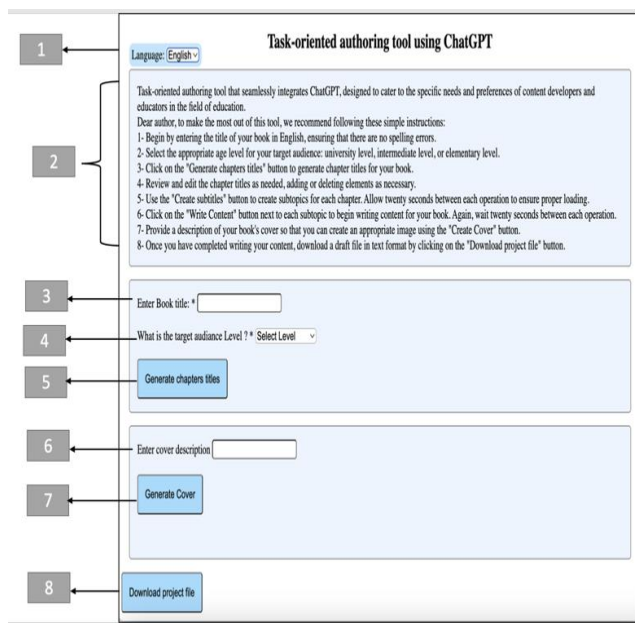 Task-oriented authoring tool using ChatGPT
1
Language: English
2
Task-oriented authoring tool that seamlessly integrates ChatGPT, designed to cater to the specific needs and preferences of content developers and
educators in the field of education.
Dear author, to make the most out of this tool, we recommend following these simple instructions:
1- Begin by entering the title of your book in English, ensuring that there are no spelling errors.
2- Select the appropriate age level for your target audience: university level, intermediate level, or elementary level.
3- Click on the "Generate chapters titles" button to generate chapter titles for your book.
4- Review and edit the chapter titles as needed, adding or deleting elements as necessary.
5- Use the "Create subtitles" button to create subtopics for each chapter. Allow twenty seconds between each operation to ensure proper loading.
6- Click on the "Write Content" button next to each subtopic to begin writing content for your book. Again, wait twenty seconds between each operation.
7- Provide a description of your book's cover so that you can create an appropriate image using the "Create Cover" button.
8- Once you have completed writing your content, download a draft file in text format by clicking on the "Download project file" button.
3
Enter Book title: *
4
What is the target audiance Level ? * Select Level
5
Generate chapters titles
6
Enter cover description
7
Generate Cover
8
Download project file